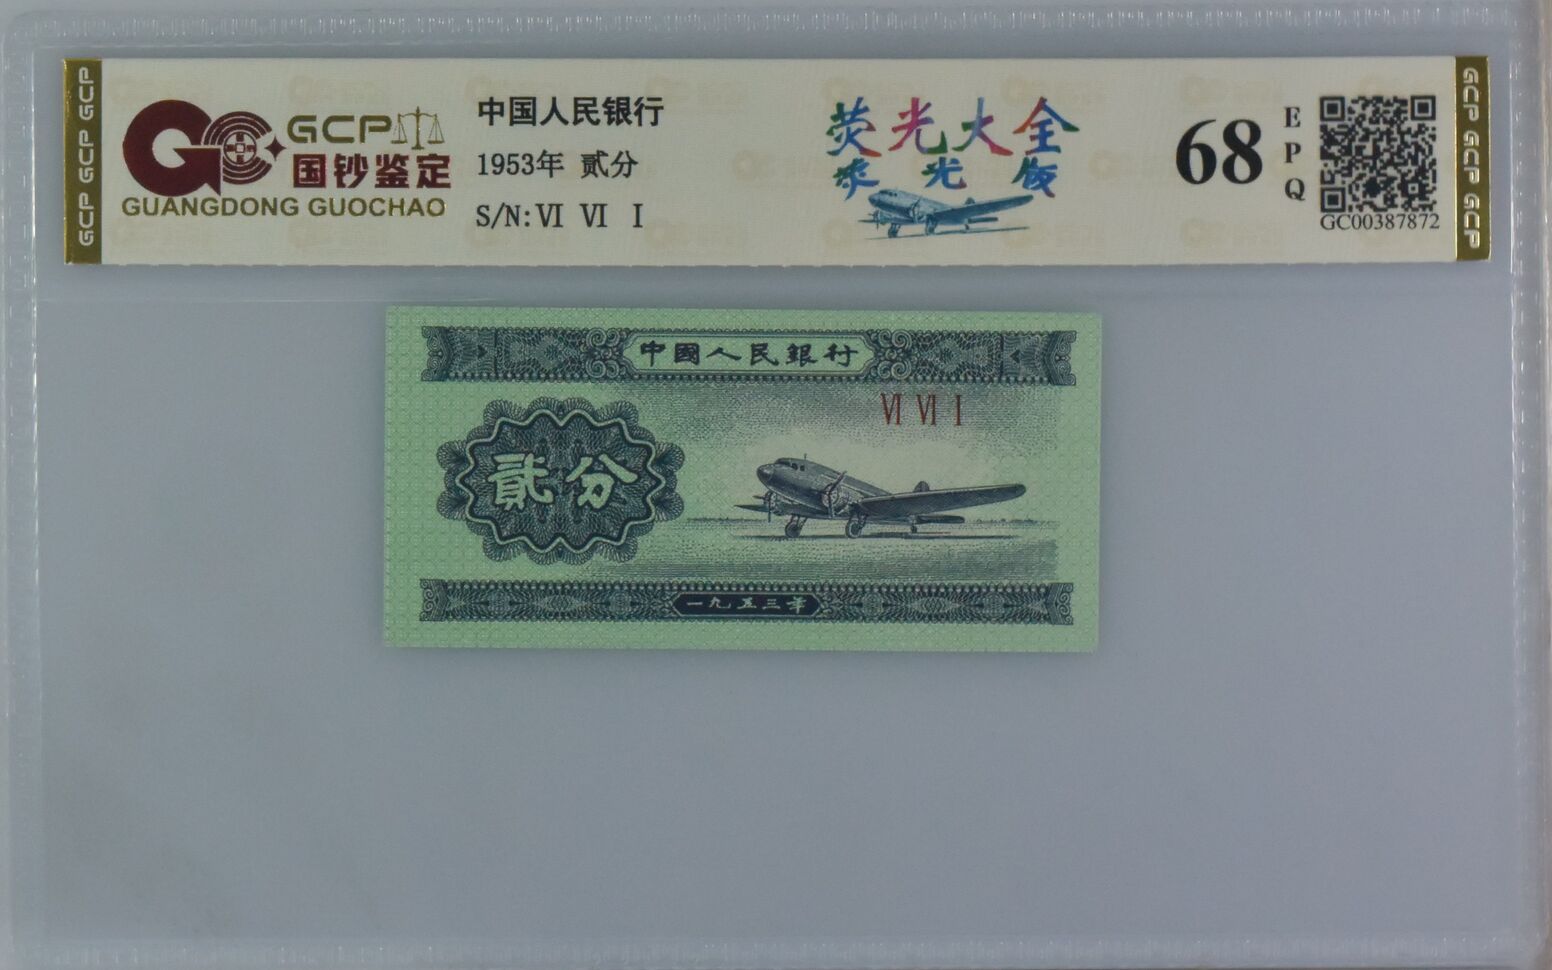 GCP GCP GCP
GCP
国钞鉴定
GUANGDONG GUOCHAO
中国人民银行
1953年 贰分
S/N:Ⅵ Ⅵ Ⅰ
荧光大全
荧光版
68
EPQ
GC00387872
GCP GCP GCP
中國人民銀行
Ⅵ Ⅵ Ⅰ
貳分
一九五三年